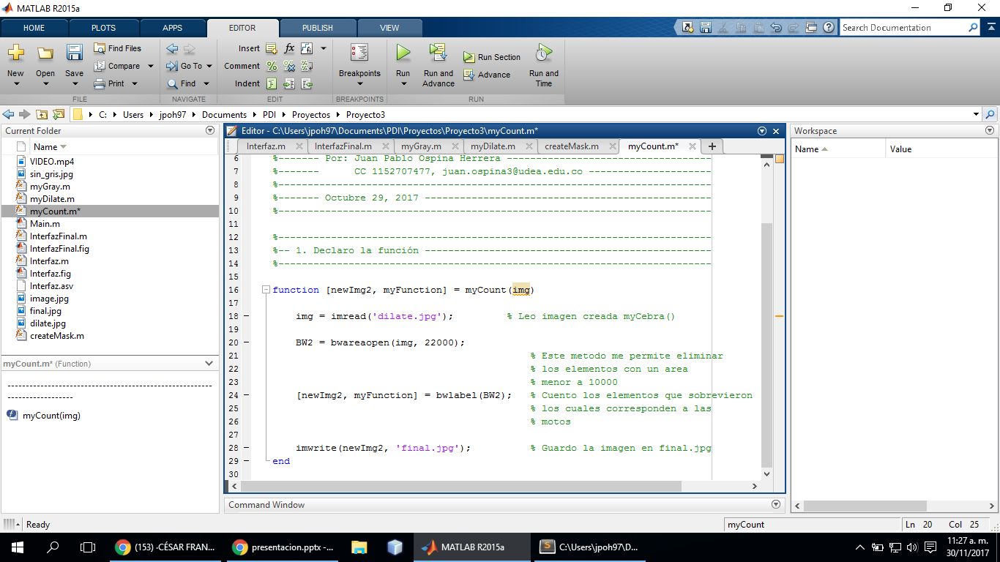 MATLAB R2015a
HOME PLOTS APPS EDITOR PUBLISH VIEW
Search Documentation
New Open Save Find Files Compare Print
Go To Find
Insert fx
Comment
Indent
Breakpoints
Run Run and Advance Run Section Advance Run and Time
FILE NAVIGATE EDIT BREAKPOINTS RUN
C: Users jpoh97 Documents PDI Proyectos Proyecto3
Current Folder
Name
VIDEO.mp4
sin_gris.jpg
myGray.m
myDilate.m
myCount.m*
Main.m
InterfazFinal.m
InterfazFinal.fig
Interfaz.m
Interfaz.fig
Interfaz.asv
image.jpg
final.jpg
dilate.jpg
createMask.m
myCount.m* (Function)
------------------------------------------------------
------------------
myCount(img)
Editor - C:\Users\jpoh97\Documents\PDI\Proyectos\Proyecto3\myCount.m*
Interfaz.m InterfazFinal.m myGray.m myDilate.m createMask.m myCount.m* +
6 %------- Por: Juan Pablo Ospina Herrera -----------------------------------
7 %------- CC 1152707477, juan.ospina3@udea.edu.co ---------------------
8 %--------------------------------------------------------------------------
9 %------- Octubre 29, 2017 -------------------------------------------------
10 %--------------------------------------------------------------------------
11
12 %--------------------------------------------------------------------------
13 %-- 1. Declaro la función -------------------------------------------------
14 %--------------------------------------------------------------------------
15
16 function [newImg2, myFunction] = myCount(img)
17
18 – img = imread('dilate.jpg'); % Leo imagen creada myCebra()
19
20 – BW2 = bwareaopen(img, 22000);
21 % Este metodo me permite eliminar
22 % los elementos con un area
23 % menor a 10000
24 – [newImg2, myFunction] = bwlabel(BW2); % Cuento los elementos que sobrevieron
25 % los cuales corresponden a las
26 % motos
27
28 – imwrite(newImg2, 'final.jpg'); % Guardo la imagen en final.jpg
29 – end
30
Command Window
Workspace
Name Value
Ready
myCount
Ln 20 Col 25
(153) -CÉSAR FRAN...
presentacion.pptx -...
MATLAB R2015a
C:\Users\jpoh97\D...
11:27 a. m.
30/11/2017